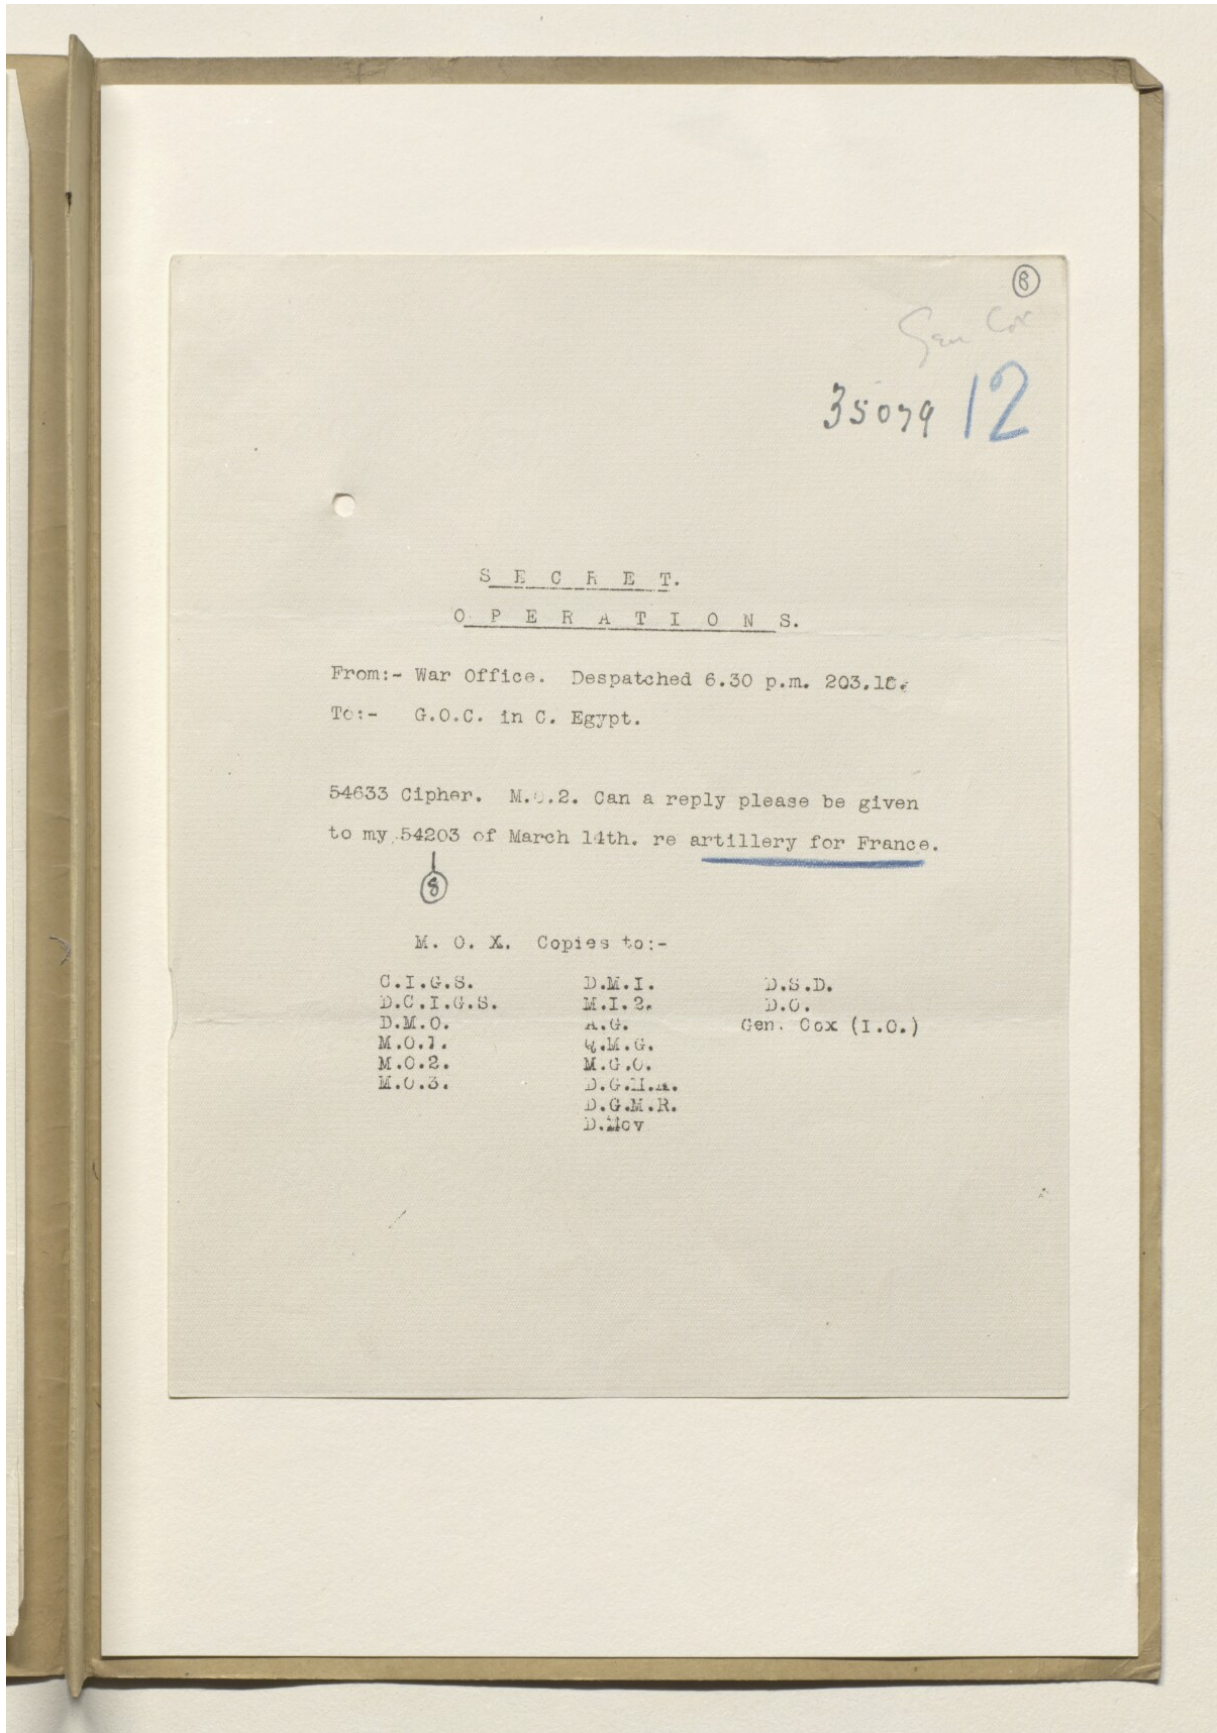 8
Gen Cox
35079 12
S E C R E T.
O P E R A T I O N S.
From:- War Office. Despatched 6.30 p.m. 203.18.
To:- G.O.C. in C. Egypt.
54633 Cipher. M.O.2. Can a reply please be given
to my 54203 of March 14th. re artillery for France.
8
M. O. X. Copies to:-
C.I.G.S. D.M.I. D.S.D.
D.C.I.G.S. M.I.2. D.O.
D.M.O. A.G. Gen. Cox (I.O.)
M.O.1. Q.M.G.
M.O.2. M.G.O.
M.O.3.
D.G.M.R.
D.Mov